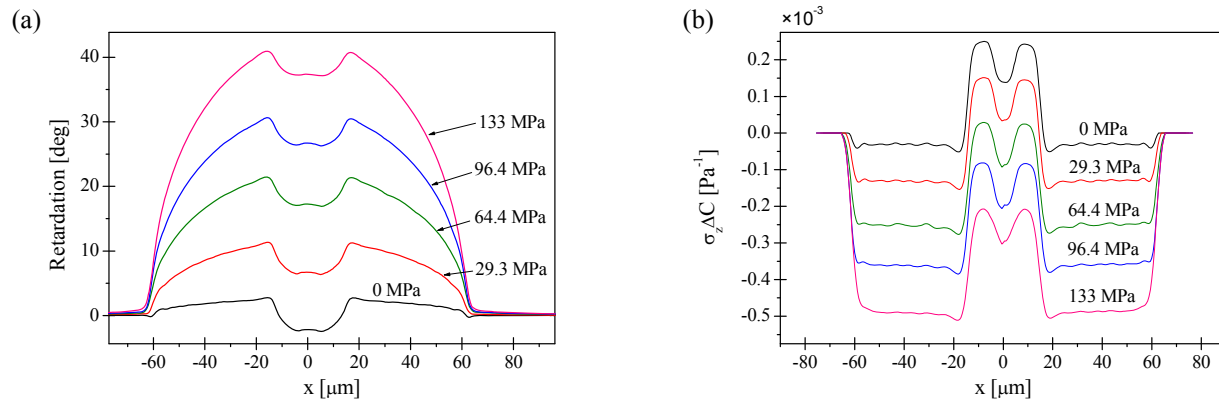 (a)
Retardation [deg]
40
30
20
10
0
133 MPa
96.4 MPa
64.4 MPa
29.3 MPa
0 MPa
-60 -40 -20 0 20 40 60 80
x [μm]
(b)
×10⁻³
σzΔC [Pa⁻¹]
0.2
0.1
0.0
-0.1
-0.2
-0.3
-0.4
-0.5
0 MPa
29.3 MPa
64.4 MPa
96.4 MPa
133 MPa
-80 -60 -40 -20 0 20 40 60 80
x [μm]